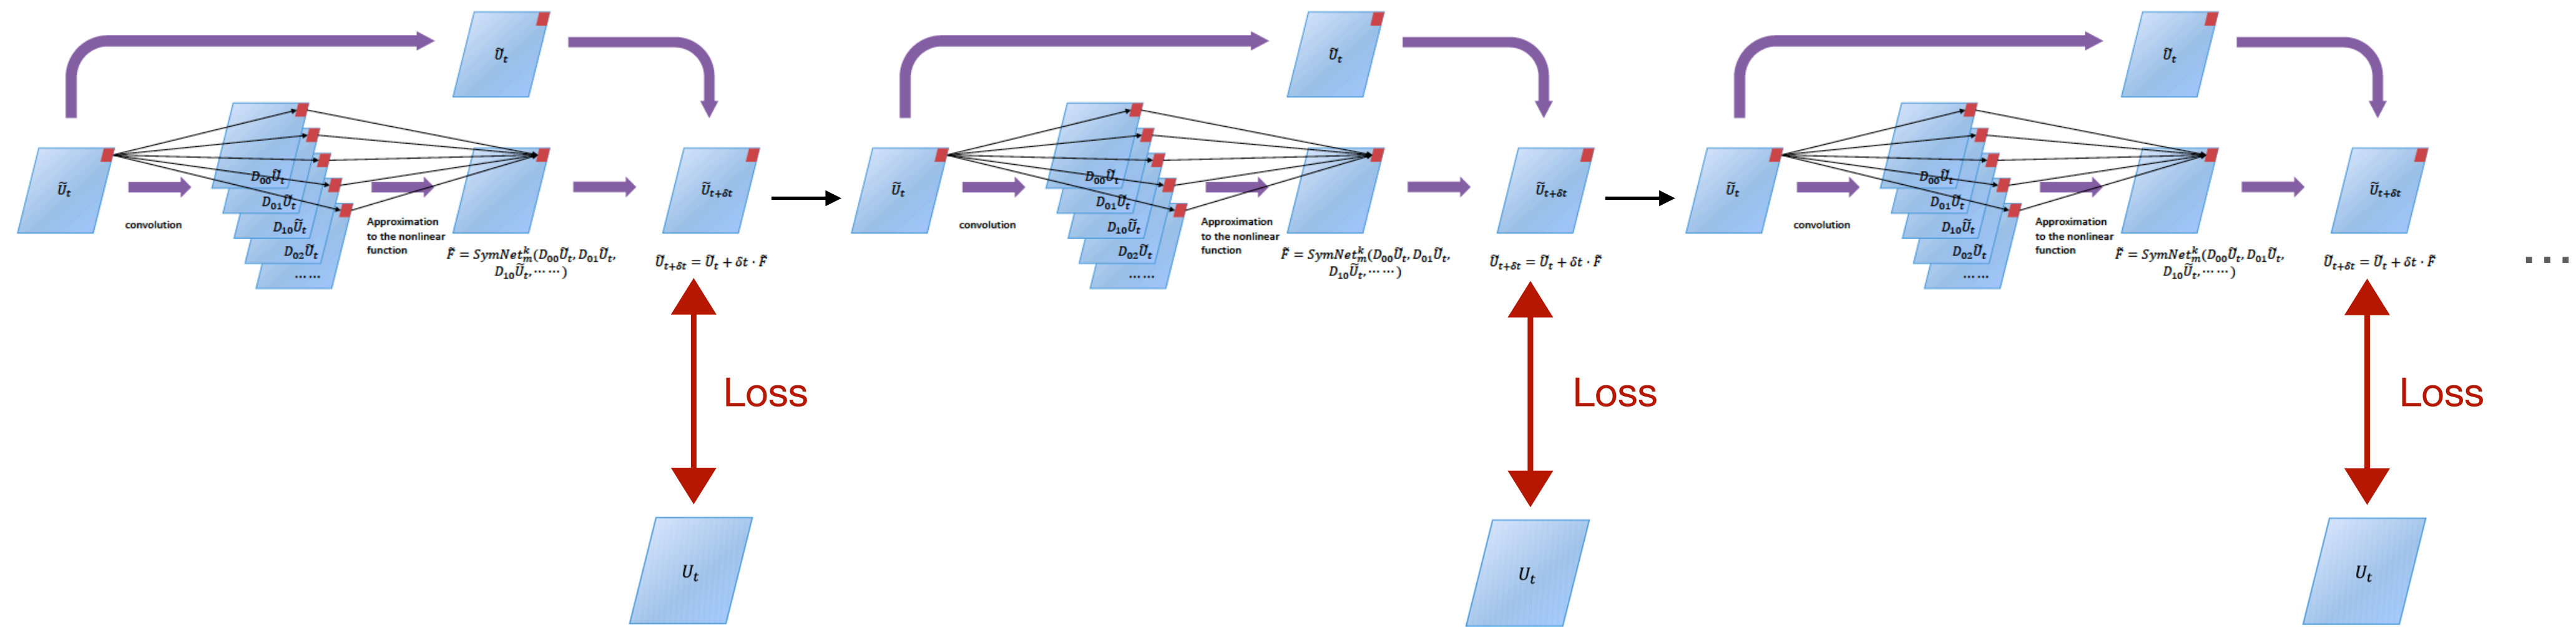 Ũₜ
Ũₜ
D₀₀Ũₜ
D₀₁Ũₜ
D₁₀Ũₜ
D₀₂Ũₜ
……
convolution
Approximation
to the nonlinear
function
F̃ = SymNetₘᵏ(D₀₀Ũₜ, D₀₁Ũₜ,
D₁₀Ũₜ, ⋯⋯)
Ũₜ₊δₜ
Ũₜ₊δₜ = Ũₜ + δt · F̃
Loss
Uₜ
Ũₜ
Ũₜ
D₀₀Ũₜ
D₀₁Ũₜ
D₁₀Ũₜ
D₀₂Ũₜ
……
convolution
Approximation
to the nonlinear
function
F̃ = SymNetₘᵏ(D₀₀Ũₜ, D₀₁Ũₜ,
D₁₀Ũₜ, ⋯⋯)
Ũₜ₊δₜ
Ũₜ₊δₜ = Ũₜ + δt · F̃
Loss
Uₜ
Ũₜ
Ũₜ
D₀₀Ũₜ
D₀₁Ũₜ
D₁₀Ũₜ
D₀₂Ũₜ
……
convolution
Approximation
to the nonlinear
function
F̃ = SymNetₘᵏ(D₀₀Ũₜ, D₀₁Ũₜ,
D₁₀Ũₜ, ⋯⋯)
Ũₜ₊δₜ
Ũₜ₊δₜ = Ũₜ + δt · F̃
Loss
Uₜ
...